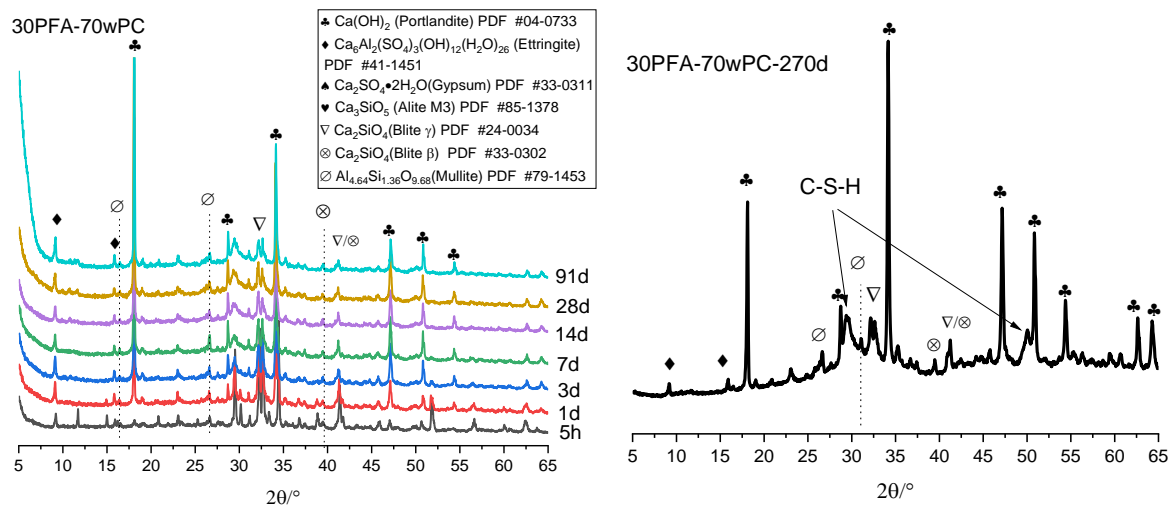 30PFA-70wPC
♣ Ca(OH)2 (Portlandite) PDF #04-0733
♦ Ca6Al2(SO4)3(OH)12(H2O)26 (Ettringite)
PDF #41-1451
♠ Ca2SO4•2H2O(Gypsum) PDF #33-0311
♥ Ca3SiO5 (Alite M3) PDF #85-1378
∇ Ca2SiO4(Blite γ) PDF #24-0034
⊗ Ca2SiO4(Blite β) PDF #33-0302
∅ Al4.64Si1.36O9.68(Mullite) PDF #79-1453
∇/⊗
91d
28d
14d
7d
3d
1d
5h
5 10 15 20 25 30 35 40 45 50 55 60 65
2θ/°
30PFA-70wPC-270d
C-S-H
∇/⊗
5 10 15 20 25 30 35 40 45 50 55 60 65
2θ/°